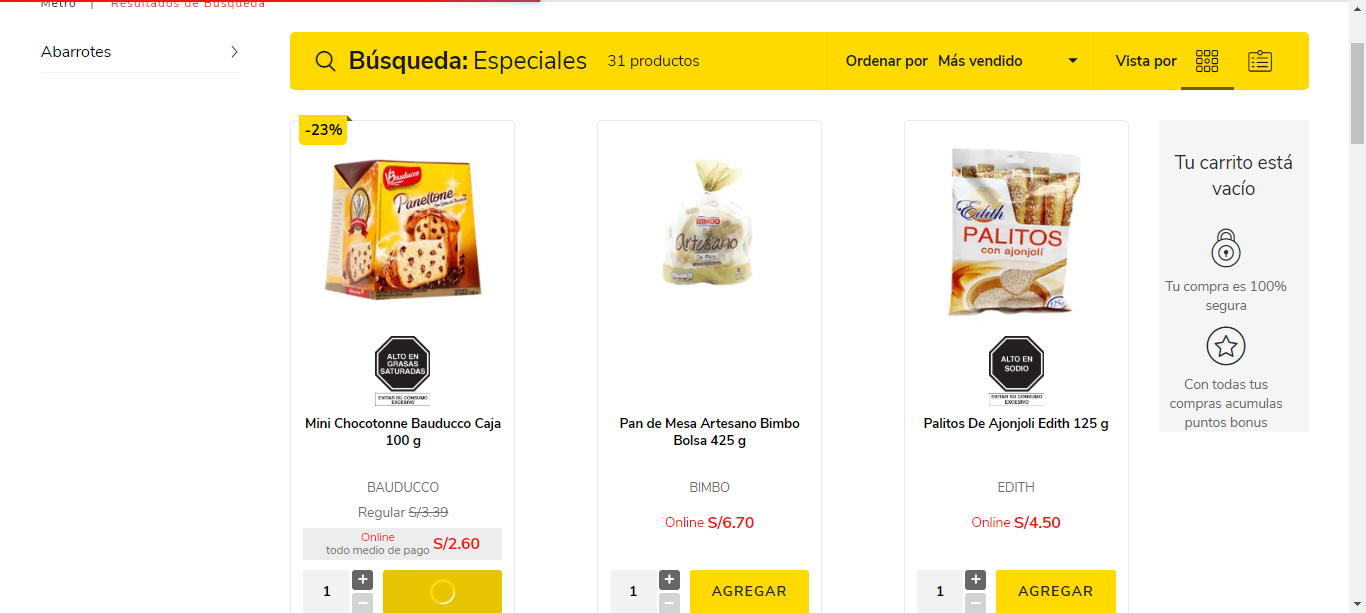 Metro | Resultados de Búsqueda
Abarrotes
Búsqueda: Especiales 31 productos
Ordenar por Más vendido
Vista por
-23%
Bauducco
Panettone
BIMBO
Artesano
De Mesa
Edith
PALITOS
con ajonjolí
Tu carrito está
vacío
Tu compra es 100%
segura
Con todas tus
compras acumulas
puntos bonus
ALTO EN
GRASAS
SATURADAS
EVITAR SU CONSUMO
EXCESIVO
ALTO EN
SODIO
EVITAR SU CONSUMO
EXCESIVO
Mini Chocotonne Bauducco Caja
100 g
BAUDUCCO
Regular S/3.39
Online
todo medio de pago
S/2.60
1
+
−
Pan de Mesa Artesano Bimbo
Bolsa 425 g
BIMBO
Online S/6.70
1
+
−
AGREGAR
Palitos De Ajonjoli Edith 125 g
EDITH
Online S/4.50
1
+
−
AGREGAR